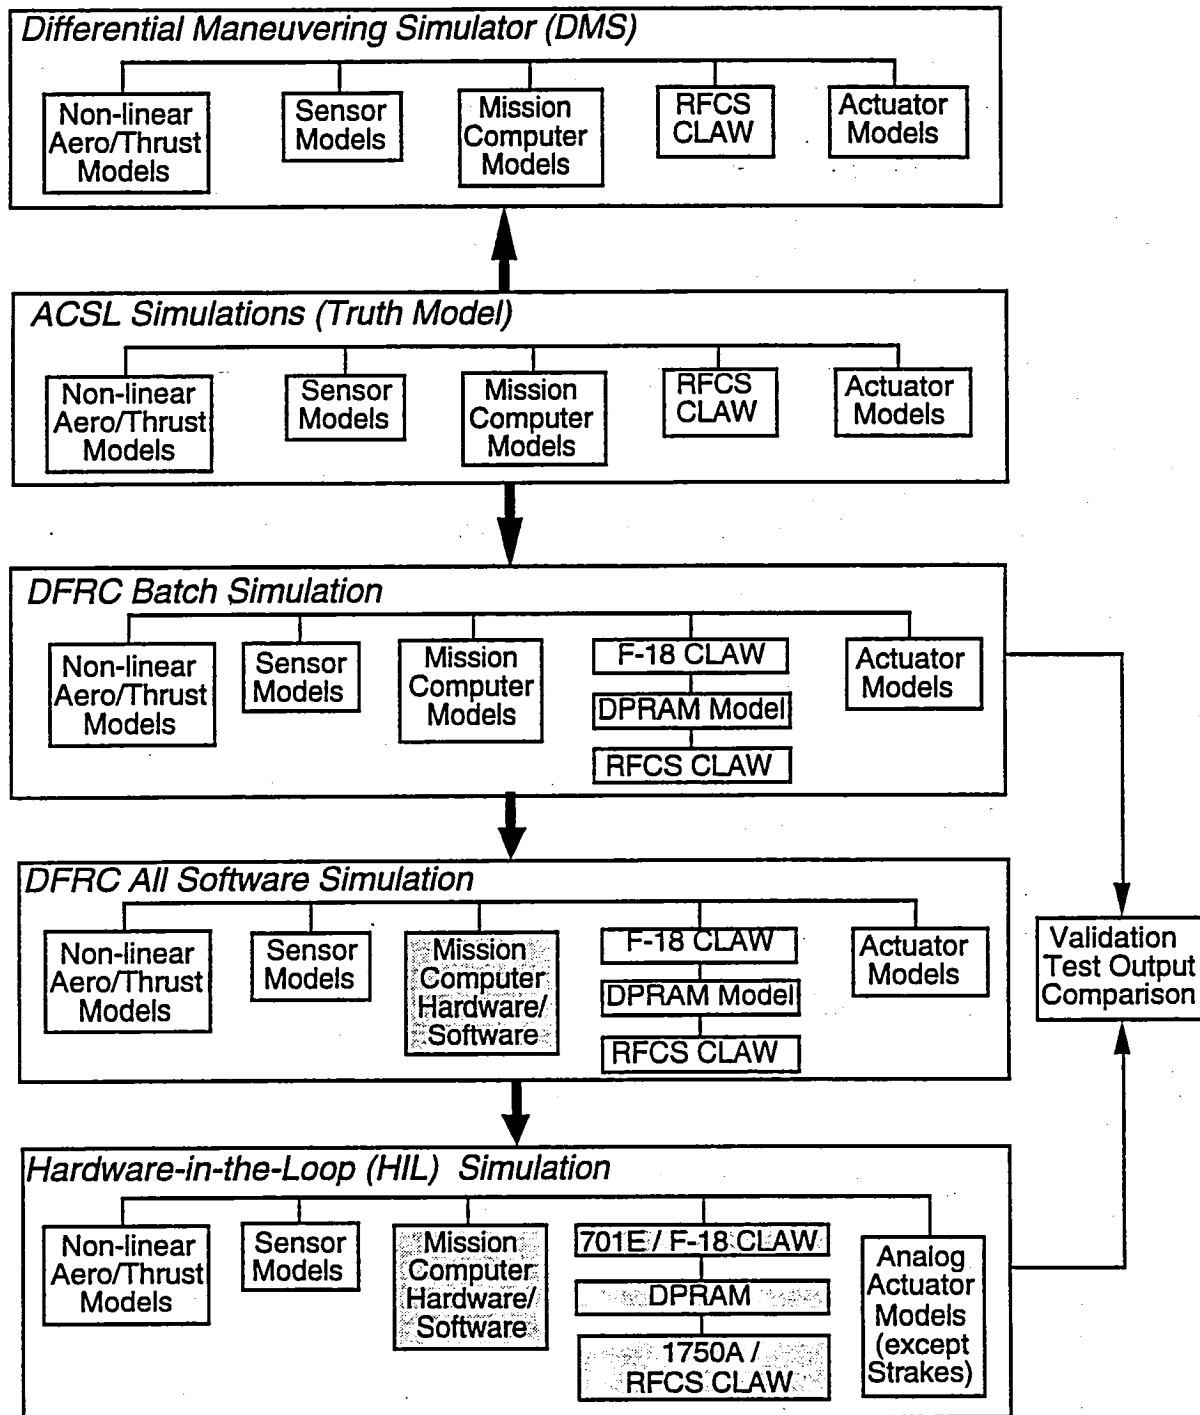 Differential Maneuvering Simulator (DMS)
Non-linear
Aero/Thrust
Models
Sensor
Models
Mission
Computer
Models
RFCS
CLAW
Actuator
Models
ACSL Simulations (Truth Model)
Non-linear
Aero/Thrust
Models
Sensor
Models
Mission
Computer
Models
RFCS
CLAW
Actuator
Models
DFRC Batch Simulation
Non-linear
Aero/Thrust
Models
Sensor
Models
Mission
Computer
Models
F-18 CLAW
DPRAM Model
RFCS CLAW
Actuator
Models
DFRC All Software Simulation
Non-linear
Aero/Thrust
Models
Sensor
Models
Mission
Computer
Hardware/
Software
F-18 CLAW
DPRAM Model
RFCS CLAW
Actuator
Models
Validation
Test Output
Comparison
Hardware-in-the-Loop (HIL) Simulation
Non-linear
Aero/Thrust
Models
Sensor
Models
Mission
Computer
Hardware/
Software
701E / F-18 CLAW
DPRAM
1750A /
RFCS CLAW
Analog
Actuator
Models
(except
Strakes)